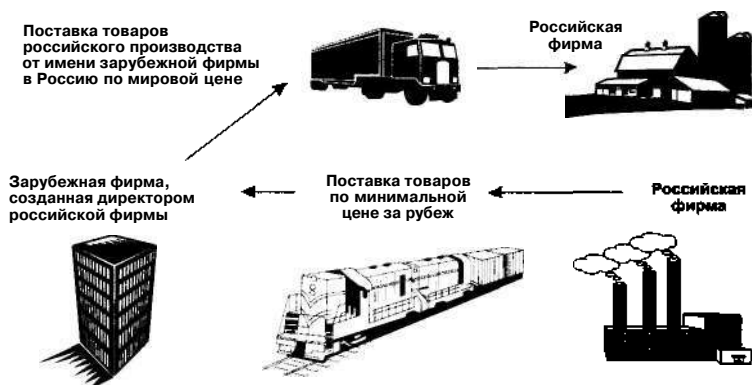 Поставка товаров
российского производства
от имени зарубежной фирмы
в Россию по мировой цене
Российская
фирма
Зарубежная фирма,
созданная директором
российской фирмы
Поставка товаров
по минимальной
цене за рубеж
Российская
фирма